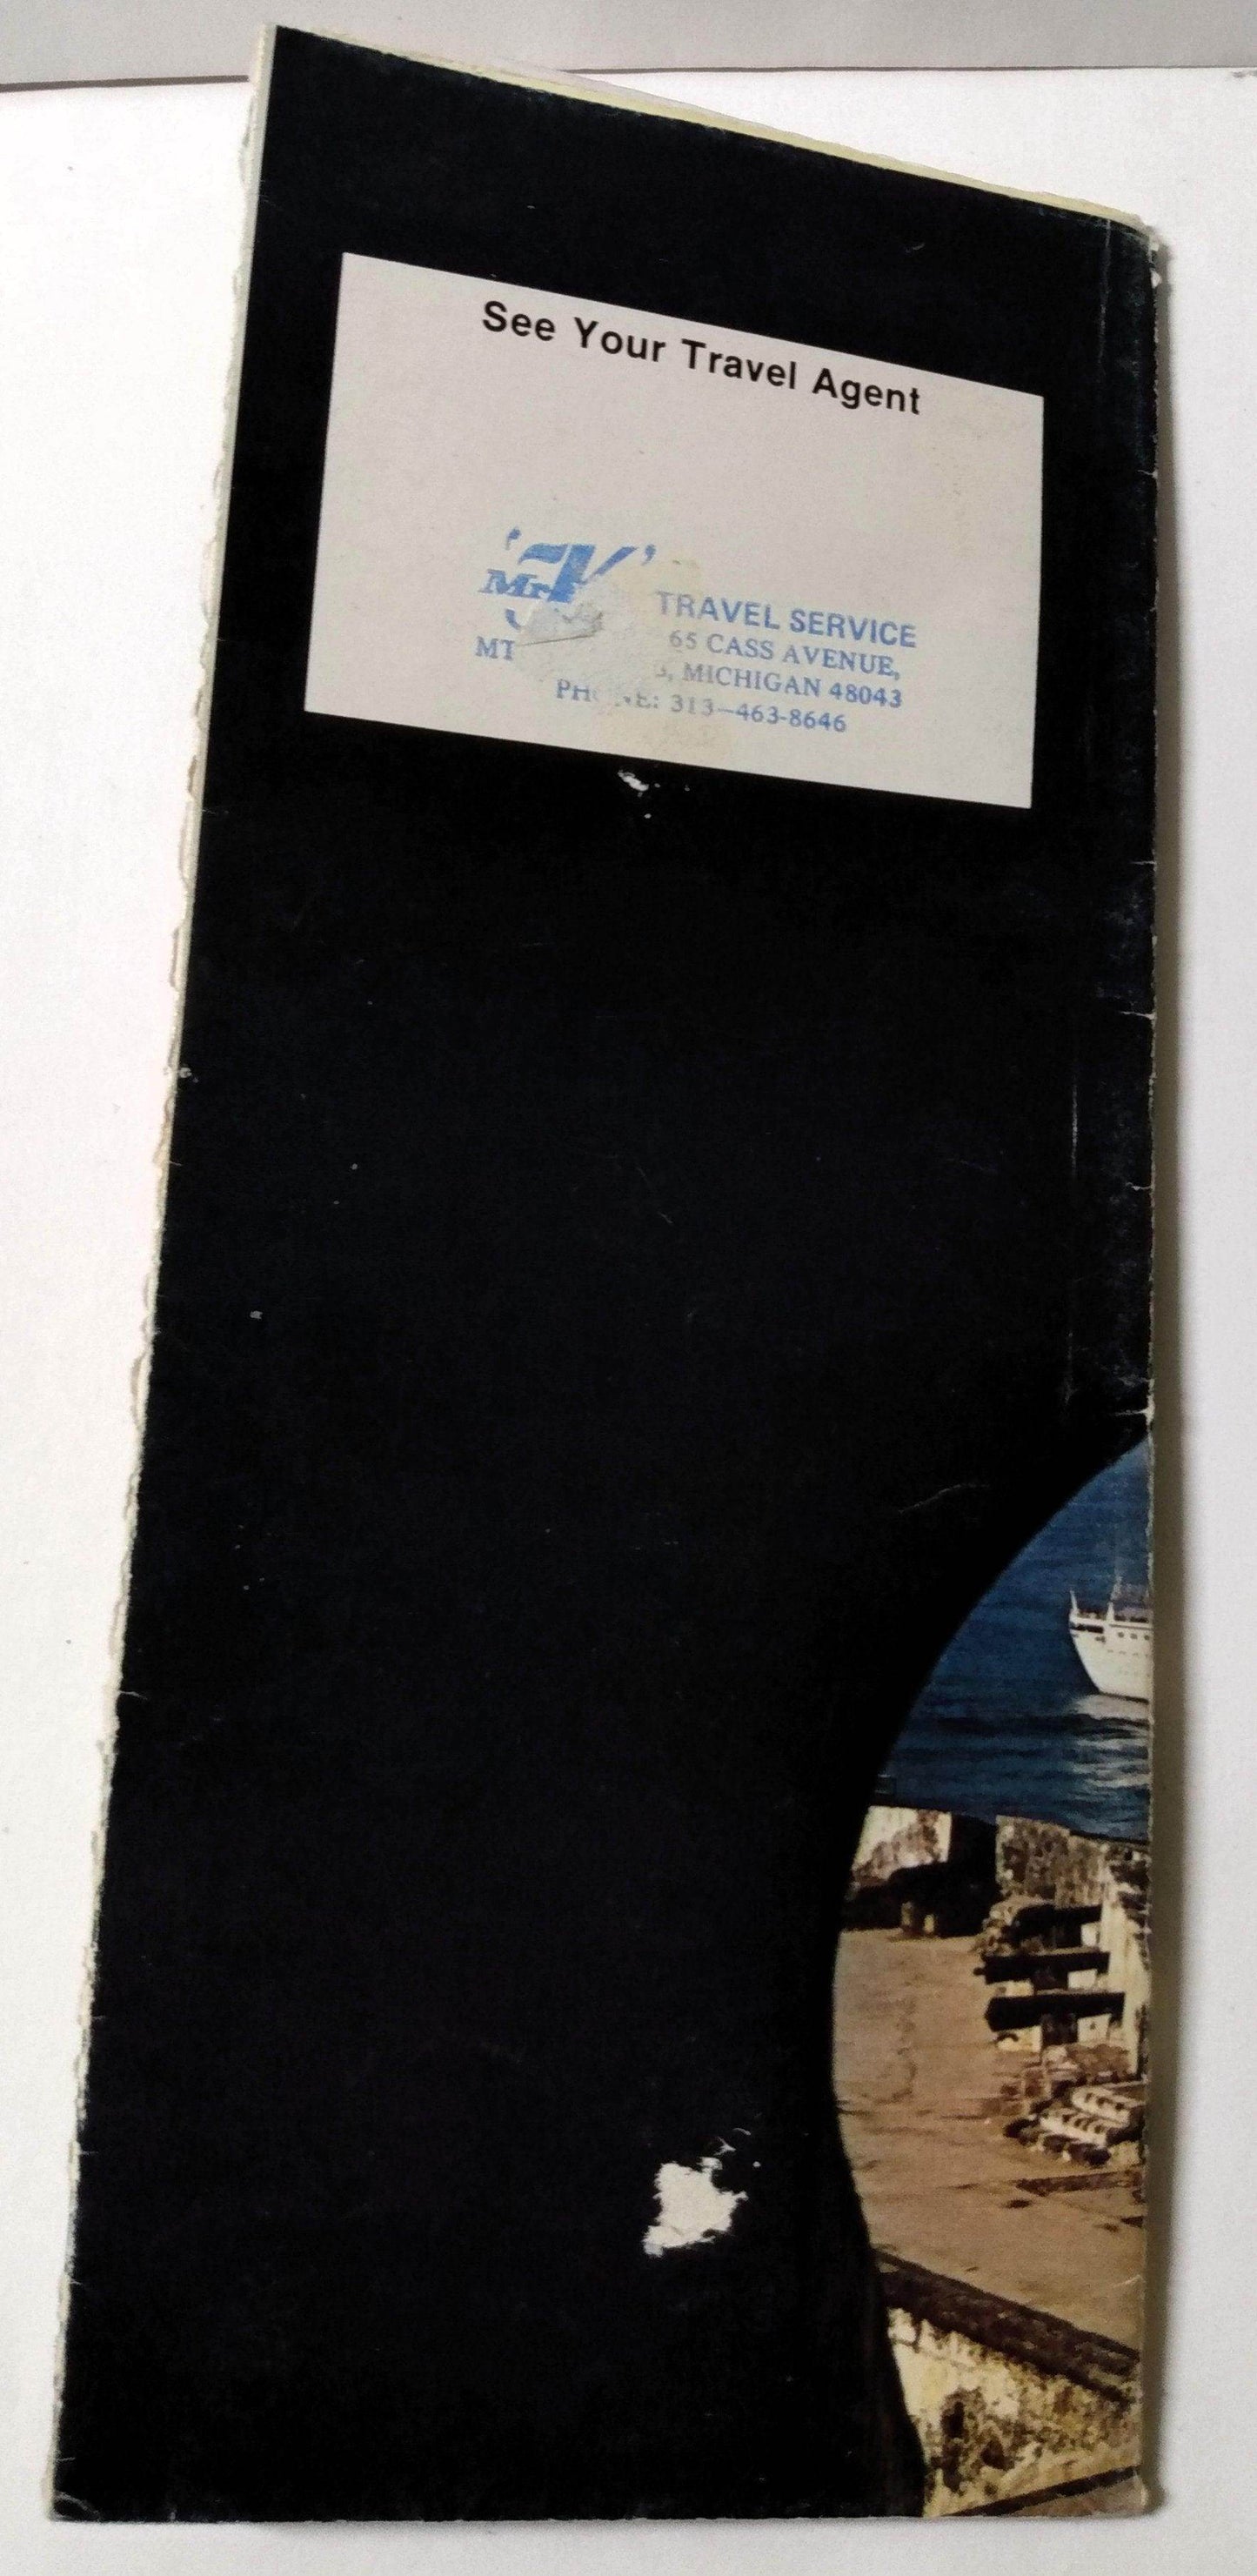 See Your Travel Agent
Mr 'K' TRAVEL SERVICE
65 CASS AVENUE,
MICHIGAN 48043
313-463-8646